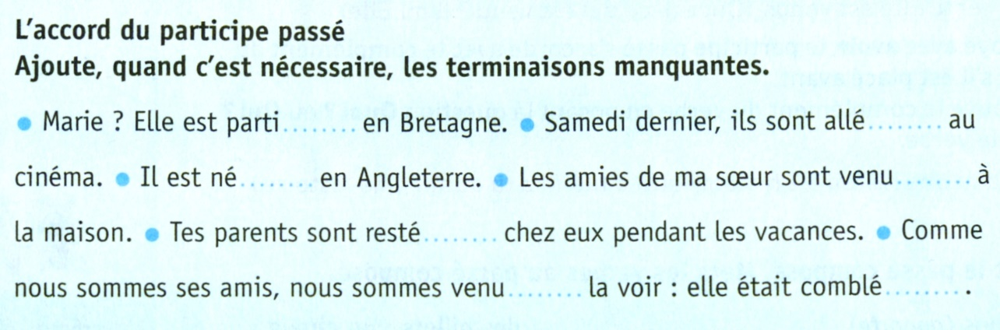 L'accord du participe passé
Ajoute, quand c'est nécessaire, les terminaisons manquantes.
● Marie ? Elle est parti ......... en Bretagne. ● Samedi dernier, ils sont allé ........ au
cinéma. ● Il est né ......... en Angleterre. ● Les amies de ma sœur sont venu ......... à
la maison. ● Tes parents sont resté ........ chez eux pendant les vacances. ● Comme
nous sommes ses amis, nous sommes venu ........ la voir : elle était comblé ........ .